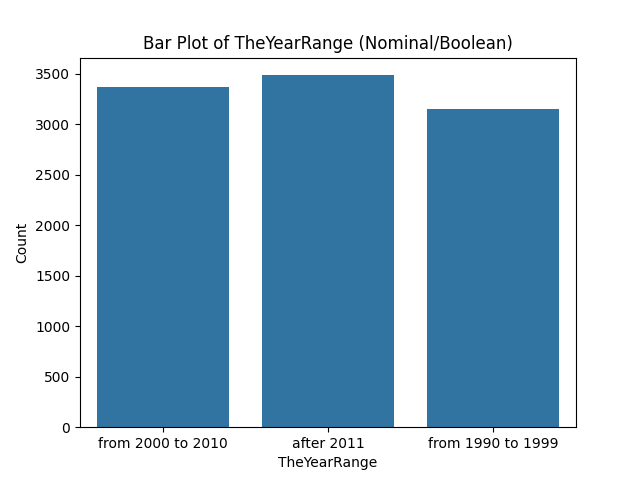 Bar Plot of TheYearRange (Nominal/Boolean)
3500
3000
2500
2000
1500
1000
500
0
Count
from 2000 to 2010
after 2011
from 1990 to 1999
TheYearRange